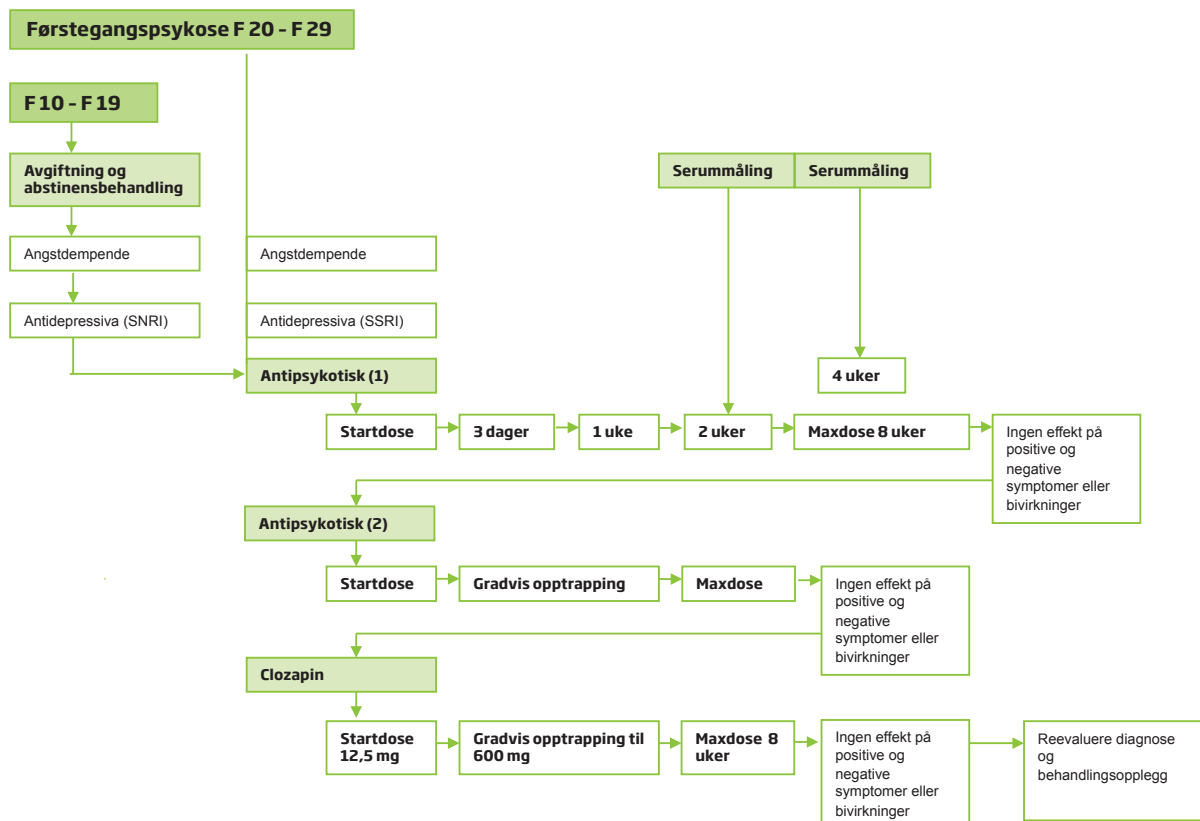 Førstegangspsykose F 20 – F 29
F 10 – F 19
Avgiftning og
abstinensbehandling
Serummåling
Serummåling
Angstdempende
Angstdempende
Antidepressiva (SNRI)
Antidepressiva (SSRI)
Antipsykotisk (1)
4 uker
Startdose
3 dager
1 uke
2 uker
Maxdose 8 uker
Ingen effekt på
positive og
negative
symptomer eller
bivirkninger
Antipsykotisk (2)
Startdose
Gradvis opptrapping
Maxdose
Ingen effekt på
positive og
negative
symptomer eller
bivirkninger
Clozapin
Startdose
12,5 mg
Gradvis opptrapping til
600 mg
Maxdose 8
uker
Ingen effekt på
positive og
negative
symptomer eller
bivirkninger
Reevaluere diagnose
og
behandlingsopplegg